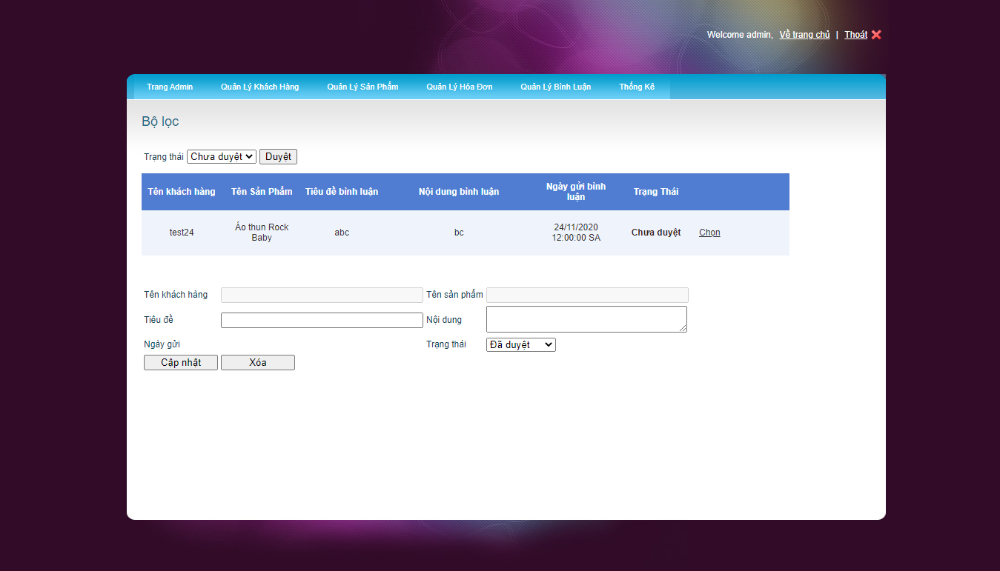 Welcome admin, Về trang chủ | Thoát
Trang Admin Quản Lý Khách Hàng Quản Lý Sản Phẩm Quản Lý Hóa Đơn Quản Lý Bình Luận Thống Kê
Bộ lọc
Trạng thái Chưa duyệt Duyệt
Tên khách hàng Tên Sản Phẩm Tiêu đề bình luận Nội dung bình luận Ngày gửi bình luận Trạng Thái
test24 Áo thun Rock Baby abc bc 24/11/2020 12:00:00 SA Chưa duyệt Chọn
Tên khách hàng Tên sản phẩm
Tiêu đề Nội dung
Ngày gửi Trạng thái Đã duyệt
Cập nhật Xóa